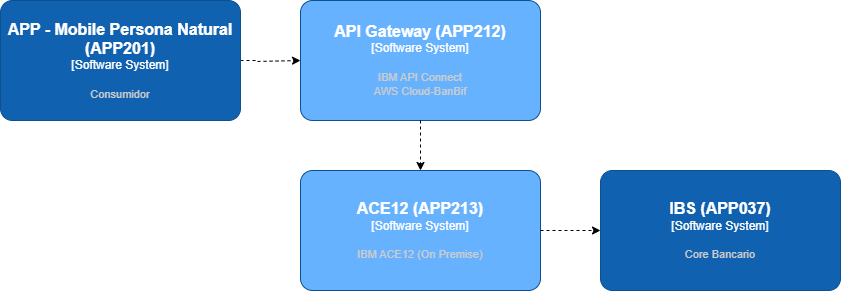 APP - Mobile Persona Natural
(APP201)
[Software System]
Consumidor
API Gateway (APP212)
[Software System]
IBM API Connect
AWS Cloud-BanBif
ACE12 (APP213)
[Software System]
IBM ACE12 (On Premise)
IBS (APP037)
[Software System]
Core Bancario